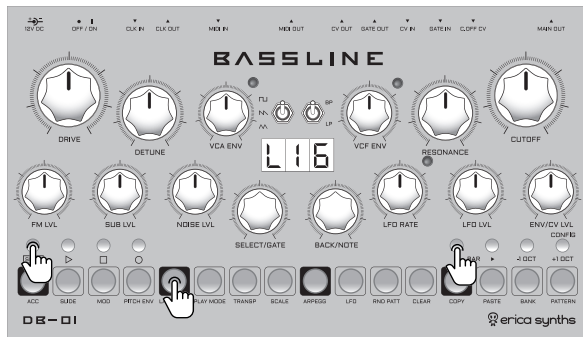 12V DC OFF / ON CLK IN CLK OUT MIDI IN MIDI OUT CV OUT GATE OUT CV IN GATE IN C.OFF CV MAIN OUT
BASSLINE
BP
LP
DRIVE DETUNE VCA ENV VCF ENV RESONANCE CUTOFF
L16
FM LVL SUB LVL NOISE LVL SELECT/GATE BACK/NOTE LFO RATE LFO LVL ENV/CV LVL
CONFIG
BAR -1 OCT +1 OCT
ACC SLIDE MOD PITCH ENV PLAY MODE TRANSP SCALE ARPEGG LFO RND PATT CLEAR COPY PASTE BANK PATTERN
DB-01 erica synths